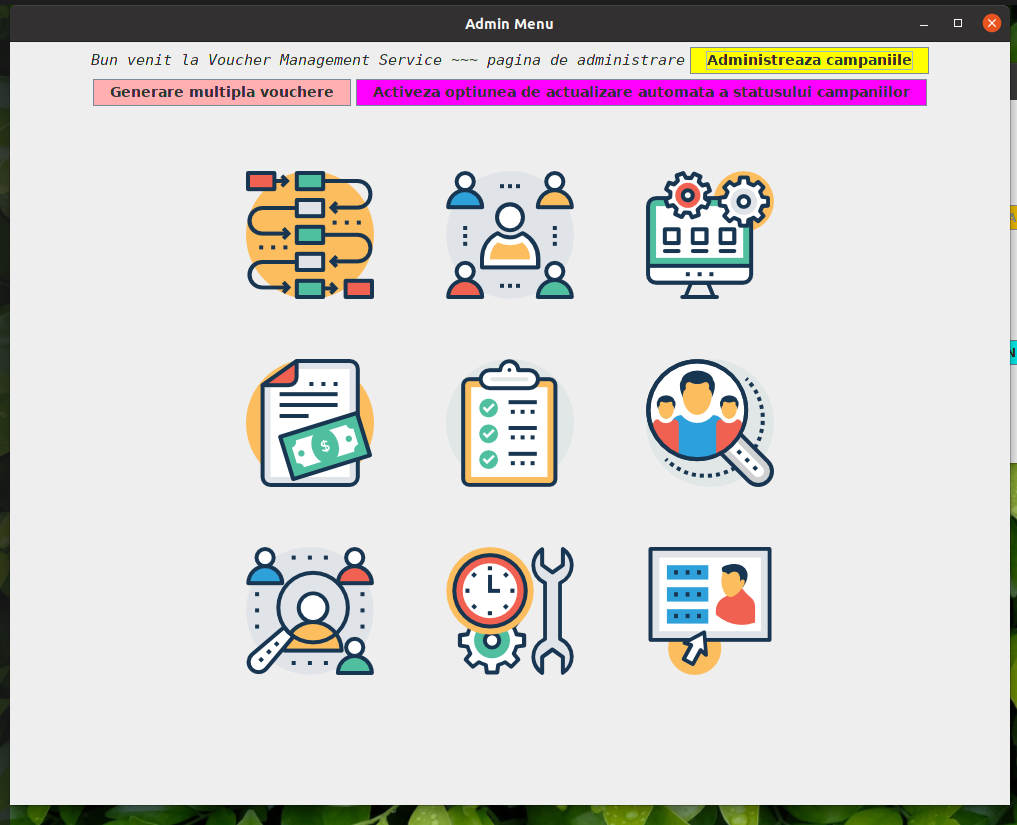 Admin Menu
Bun venit la Voucher Management Service ~~~ pagina de administrare Administreaza campaniile
Generare multipla vouchere Activeza optiunea de actualizare automata a statusului campaniilor
A
$
N